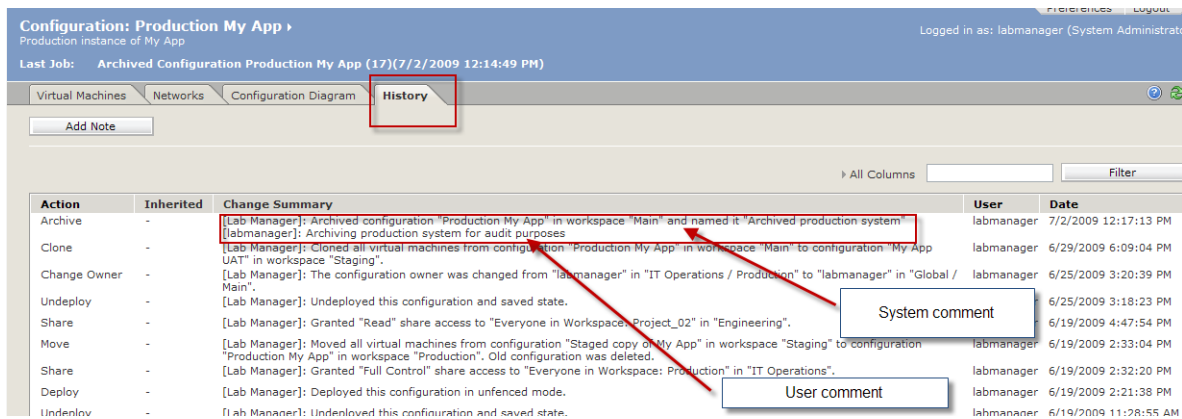 Preferences Logout
Configuration: Production My App
Production instance of My App
Logged in as: labmanager (System Administrato
Last Job: Archived Configuration Production My App (17)(7/2/2009 12:14:49 PM)
Virtual Machines Networks Configuration Diagram History
Add Note
All Columns Filter
Action Inherited Change Summary User Date
Archive - [Lab Manager]: Archived configuration "Production My App" in workspace "Main" and named it "Archived production system" labmanager 7/2/2009 12:17:13 PM
[labmanager]: Archiving production system for audit purposes
Clone - [Lab Manager]: Cloned all virtual machines from configuration "Production My App" in workspace "Main" to configuration "My App labmanager 6/29/2009 6:09:04 PM
UAT" in workspace "Staging".
Change Owner - [Lab Manager]: The configuration owner was changed from "labmanager" in "IT Operations / Production" to "labmanager" in "Global / labmanager 6/25/2009 3:20:39 PM
Main".
Undeploy - [Lab Manager]: Undeployed this configuration and saved state. 6/25/2009 3:18:23 PM
System comment
Share - [Lab Manager]: Granted "Read" share access to "Everyone in Workspace: Project_02" in "Engineering". 6/19/2009 4:47:54 PM
Move - [Lab Manager]: Moved all virtual machines from configuration "Staged copy of My App" in workspace "Staging" to configuration labmanager 6/19/2009 2:33:04 PM
"Production My App" in workspace "Production". Old configuration was deleted.
Share - [Lab Manager]: Granted "Full Control" share access to "Everyone in Workspace: Production" in "IT Operations". labmanager 6/19/2009 2:32:20 PM
Deploy - [Lab Manager]: Deployed this configuration in unfenced mode. labmanager 6/19/2009 2:21:38 PM
User comment
Undeploy - [Lab Manager]: Undeployed this configuration and saved state. labmanager 6/19/2009 11:28:55 AM